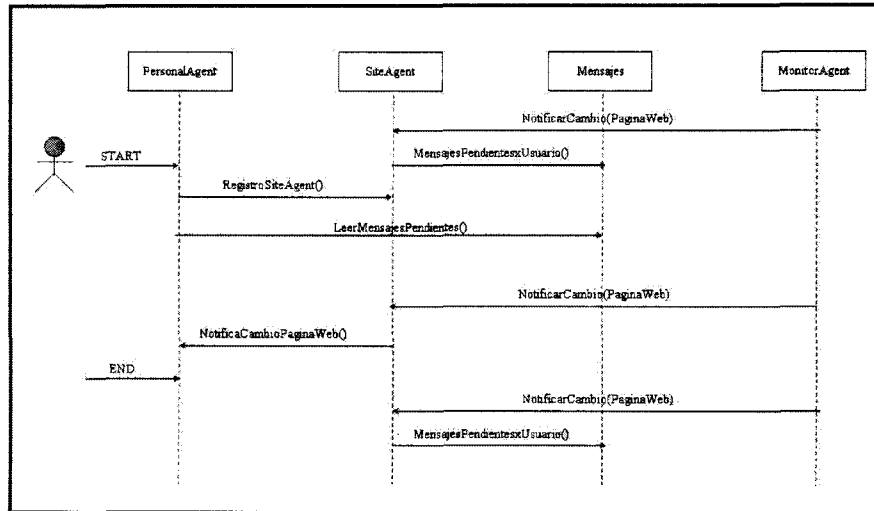 PersonalAgent
SiteAgent
Mensajes
MonitorAgent
NotificarCambio(PaginaWeb)
START
MensajesPendientesxUsuario()
RegistroSiteAgent()
LeerMensajesPendientes()
NotificarCambio(PaginaWeb)
NotificaCambioPaginaWeb()
END
NotificarCambio(PaginaWeb)
MensajesPendientesxUsuario()